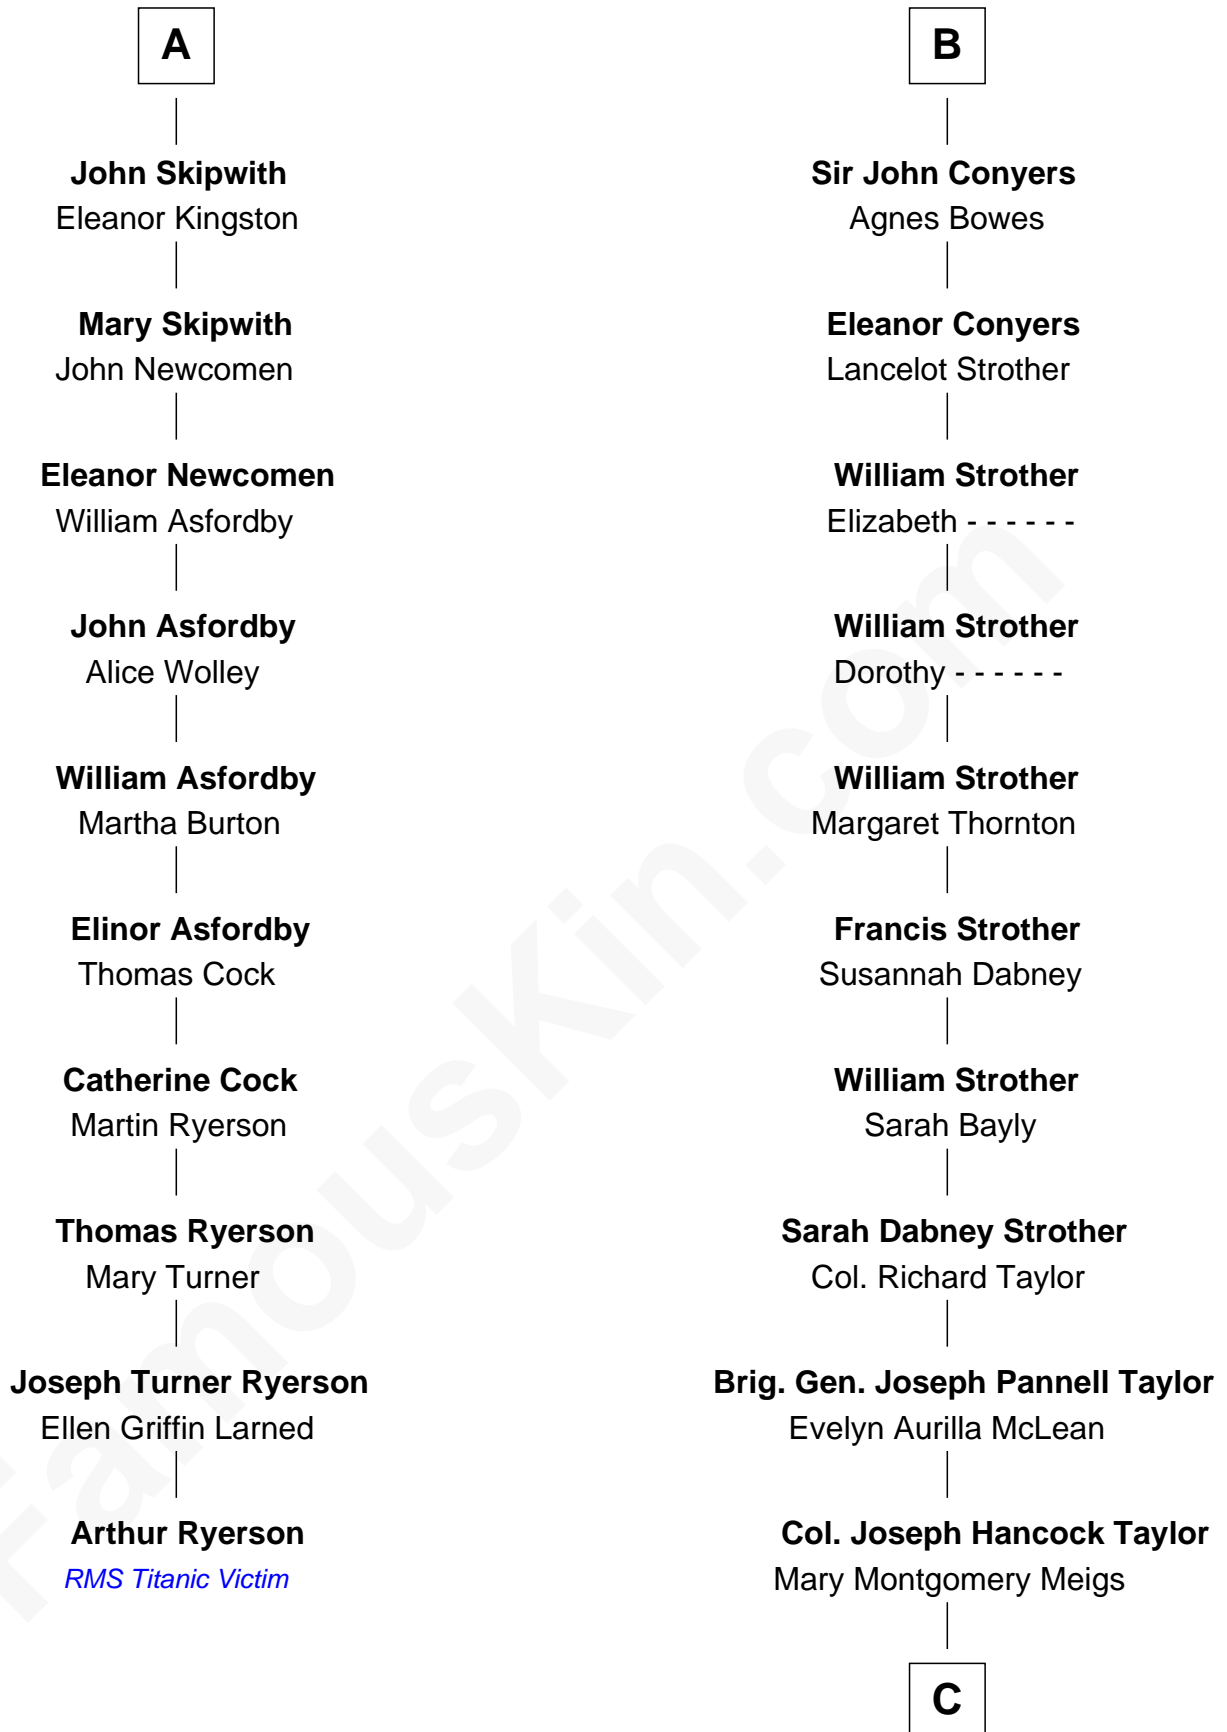 A
John Skipwith
Eleanor Kingston
Mary Skipwith
John Newcomen
Eleanor Newcomen
William Asfordby
John Asfordby
Alice Wolley
William Asfordby
Martha Burton
Elinor Asfordby
Thomas Cock
Catherine Cock
Martin Ryerson
Thomas Ryerson
Mary Turner
Joseph Turner Ryerson
Ellen Griffin Larned
Arthur Ryerson
RMS Titanic Victim
B
Sir John Conyers
Agnes Bowes
Eleanor Conyers
Lancelot Strother
William Strother
Elizabeth - - - - - -
William Strother
Dorothy - - - - - -
William Strother
Margaret Thornton
Francis Strother
Susannah Dabney
William Strother
Sarah Bayly
Sarah Dabney Strother
Col. Richard Taylor
Brig. Gen. Joseph Pannell Taylor
Evelyn Aurilla McLean
Col. Joseph Hancock Taylor
Mary Montgomery Meigs
C
FamousKin.com